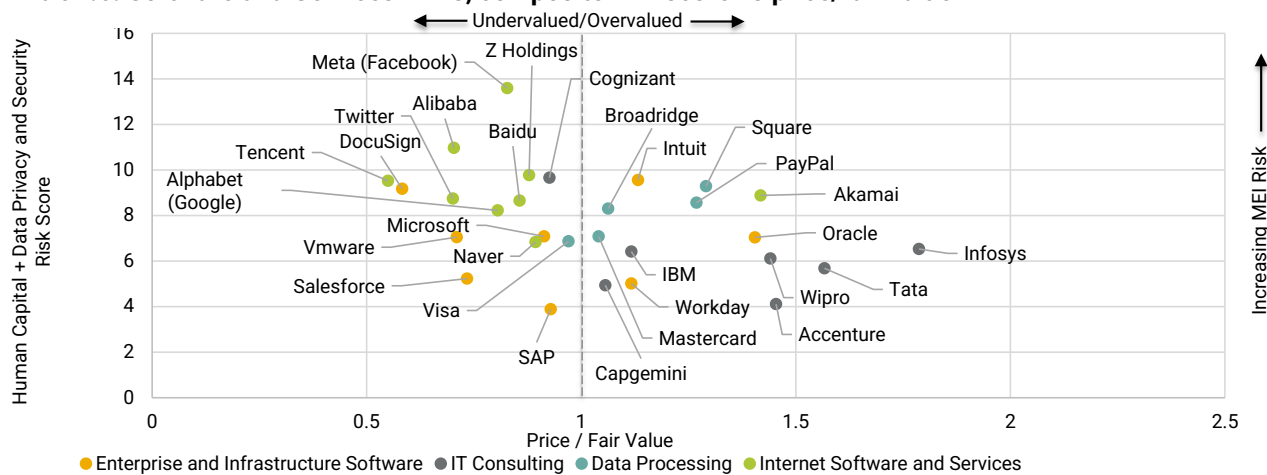 Undervalued/Overvalued
Human Capital + Data Privacy and Security
Risk Score
16
14
12
10
8
6
4
2
0
Z Holdings
Meta (Facebook)
Cognizant
Alibaba
Twitter
Broadridge
DocuSign
Baidu
Square
Tencent
Intuit
PayPal
Alphabet
(Google)
Akamai
Microsoft
Oracle
Vmware
Naver
Infosys
IBM
Salesforce
Tata
Wipro
Visa
Workday
Mastercard
Accenture
SAP
Capgemini
Increasing MEI Risk
0
0.5
1
1.5
2
2.5
Price / Fair Value
Enterprise and Infrastructure Software
IT Consulting
Data Processing
Internet Software and Services